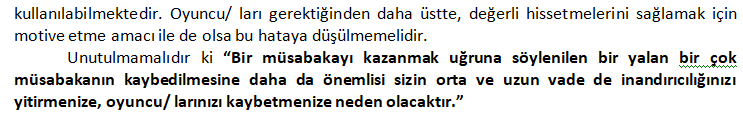 kullanılabilmektedir. Oyuncu/ ları gerektiğinden daha üstte, değerli hissetmelerini sağlamak için
motive etme amacı ile de olsa bu hataya düşülmemelidir.
Unutulmamalıdır ki “Bir müsabakayı kazanmak uğruna söylenilen bir yalan bir çok
müsabakanın kaybedilmesine daha da önemlisi sizin orta ve uzun vade de inandırıcılığınızı
yitirmenize, oyuncu/ larınızı kaybetmenize neden olacaktır.”